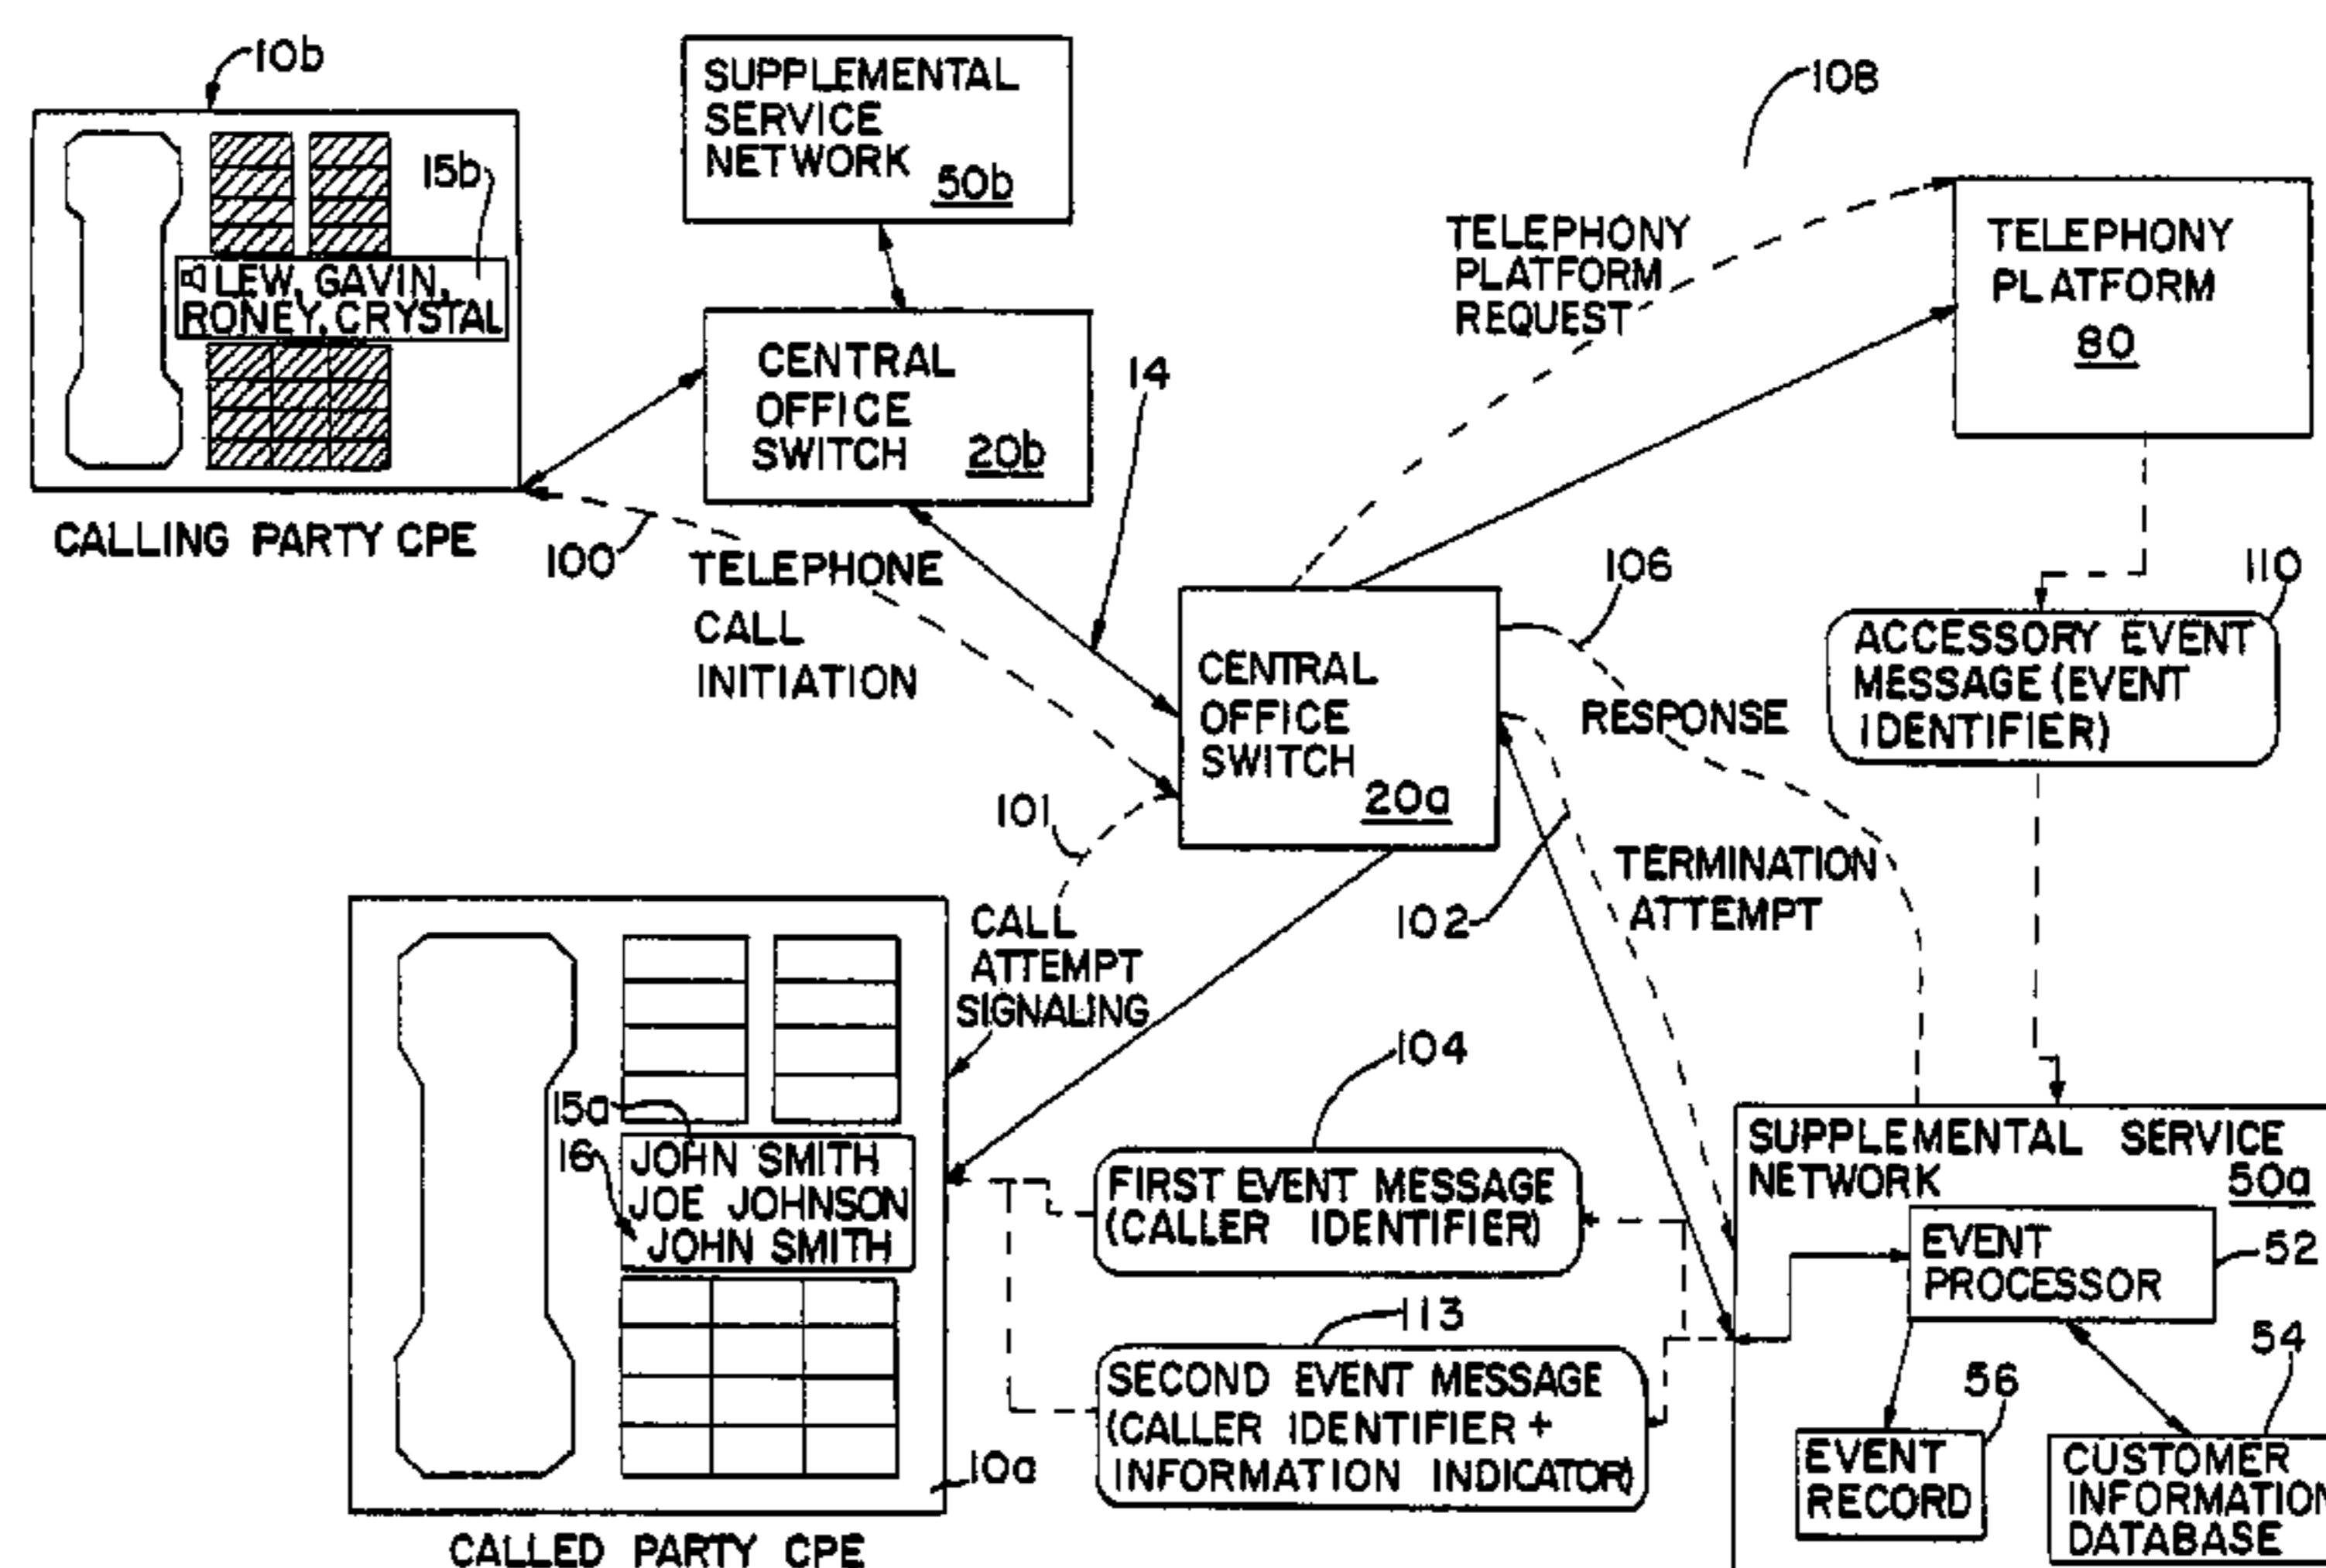 10b
15b
LEW, GAVIN,
RONEY, CRYSTAL
CALLING PARTY CPE
SUPPLEMENTAL
SERVICE
NETWORK
50b
CENTRAL
OFFICE
SWITCH
20b
14
100
TELEPHONE
CALL
INITIATION
108
TELEPHONY
PLATFORM
REQUEST
TELEPHONY
PLATFORM
80
110
ACCESSORY EVENT
MESSAGE (EVENT
IDENTIFIER)
CENTRAL
OFFICE
SWITCH
20a
106
RESPONSE
101
102
TERMINATION
ATTEMPT
CALL
ATTEMPT
SIGNALING
15a
16
JOHN SMITH
JOE JOHNSON
JOHN SMITH
10a
CALLED PARTY CPE
104
FIRST EVENT MESSAGE
(CALLER IDENTIFIER)
113
SECOND EVENT MESSAGE
(CALLER IDENTIFIER +
INFORMATION INDICATOR)
SUPPLEMENTAL SERVICE
NETWORK
50a
EVENT
PROCESSOR
52
54
56
EVENT
RECORD
CUSTOMER
INFORMATION
DATABASE